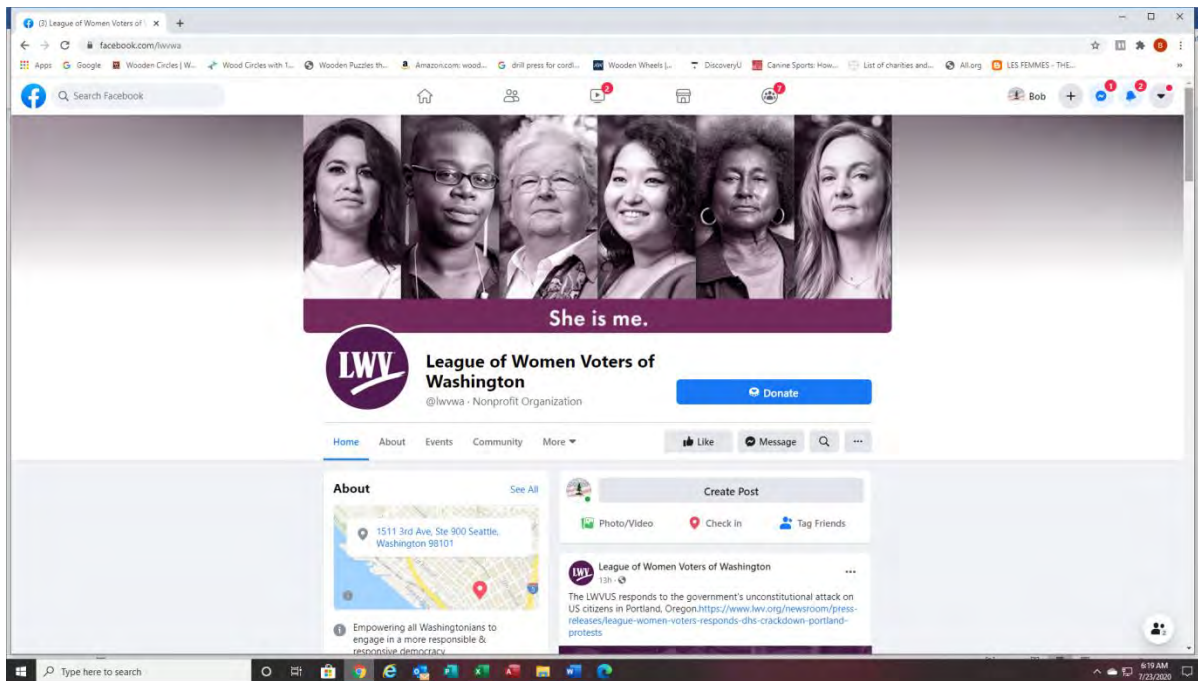 (3) League of Women Voters of
facebook.com/lwvwa
Apps Google Wooden Circles | W... Wood Circles with 1... Wooden Puzzles th... Amazon.com: wood... drill press for cordl... Wooden Wheels |... DiscoveryU Canine Sports: How... List of charities and... All.org LES FEMMES - THE...
Search Facebook
2
7
Bob
1
2
She is me.
LWV
League of Women Voters of
Washington
@lwvwa · Nonprofit Organization
Donate
Home About Events Community More
Like Message
About
See All
1511 3rd Ave, Ste 900 Seattle,
Washington 98101
Empowering all Washingtonians to
engage in a more responsible &
responsive democracy
Create Post
Photo/Video Check in Tag Friends
LWV
League of Women Voters of Washington
13h
The LWVUS responds to the government's unconstitutional attack on
US citizens in Portland, Oregon.https://www.lwv.org/newsroom/press-
releases/league-women-voters-responds-dhs-crackdown-portland-
protests
Type here to search
6:19 AM
7/23/2020